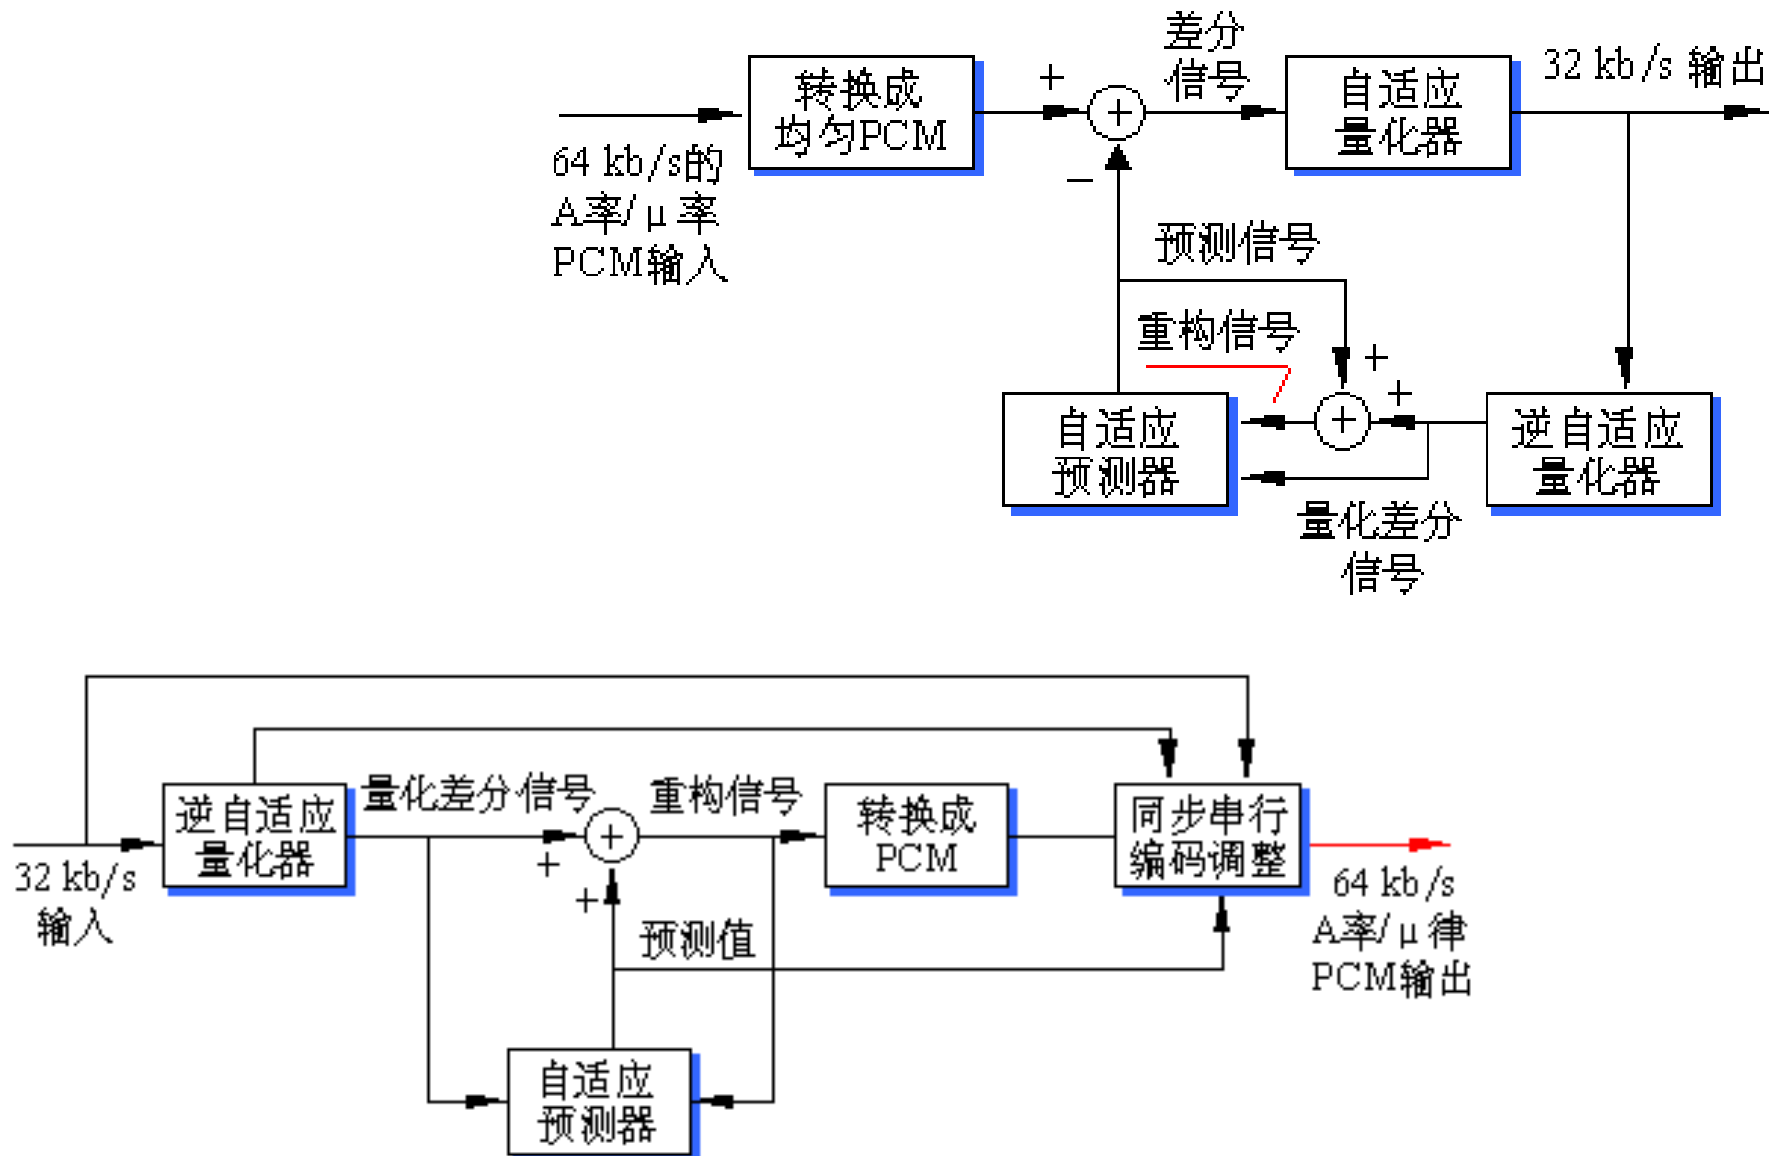 差分
信号
转换成
均匀PCM
+
+
自适应
量化器
32 kb/s 输出
64 kb/s的
A率/μ率
PCM输入
−
预测信号
重构信号
+
+
+
自适应
预测器
逆自适应
量化器
量化差分
信号
逆自适应
量化器
量化差分信号
+
重构信号
转换成
PCM
同步串行
编码调整
32 kb/s
输入
+
+
预测值
64 kb/s
A率/μ律
PCM输出
自适应
预测器